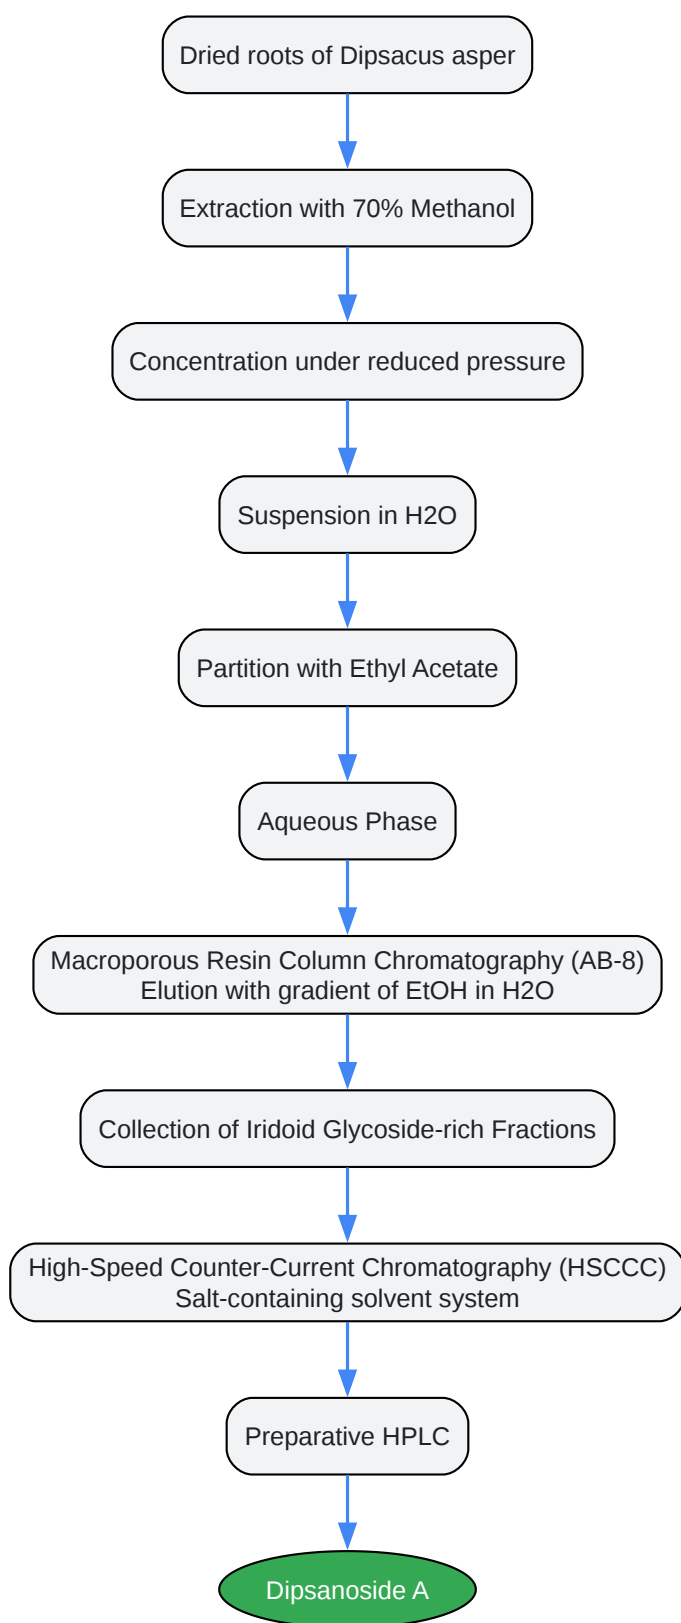 Dried roots of Dipsacus asper
Extraction with 70% Methanol
Concentration under reduced pressure
Suspension in H2O
Partition with Ethyl Acetate
Aqueous Phase
Macroporous Resin Column Chromatography (AB-8)
Elution with gradient of EtOH in H2O
Collection of Iridoid Glycoside-rich Fractions
High-Speed Counter-Current Chromatography (HSCCC)
Salt-containing solvent system
Preparative HPLC
Dipsanoside A